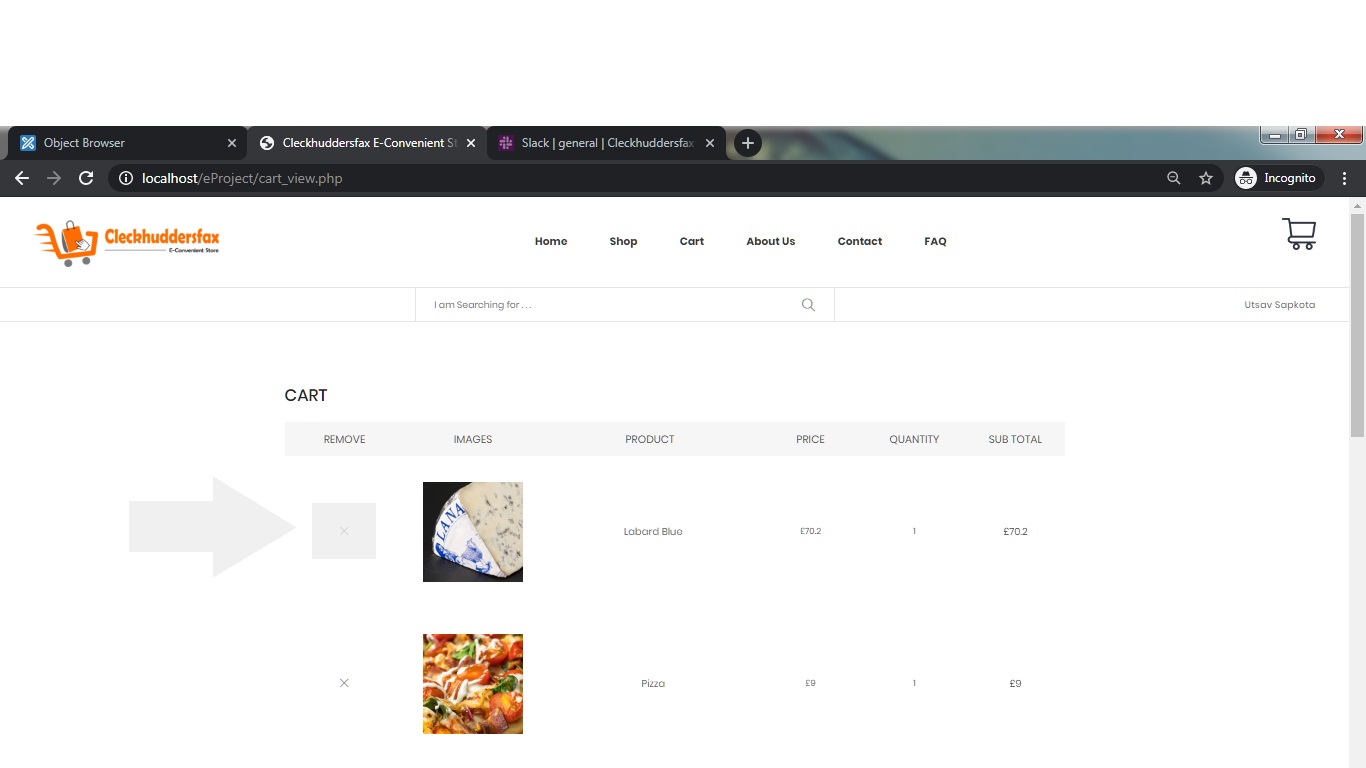 Object Browser
Cleckhuddersfax E-Convenient St
Slack | general | Cleckhuddersfax
localhost/eProject/cart_view.php
Incognito
Cleckhuddersfax
E-Convenient Store
Home Shop Cart About Us Contact FAQ
I am Searching for . . .
Utsav Sapkota
CART
REMOVE IMAGES PRODUCT PRICE QUANTITY SUB TOTAL
LANA
Labard Blue £70.2 1 £70.2
Pizza £9 1 £9